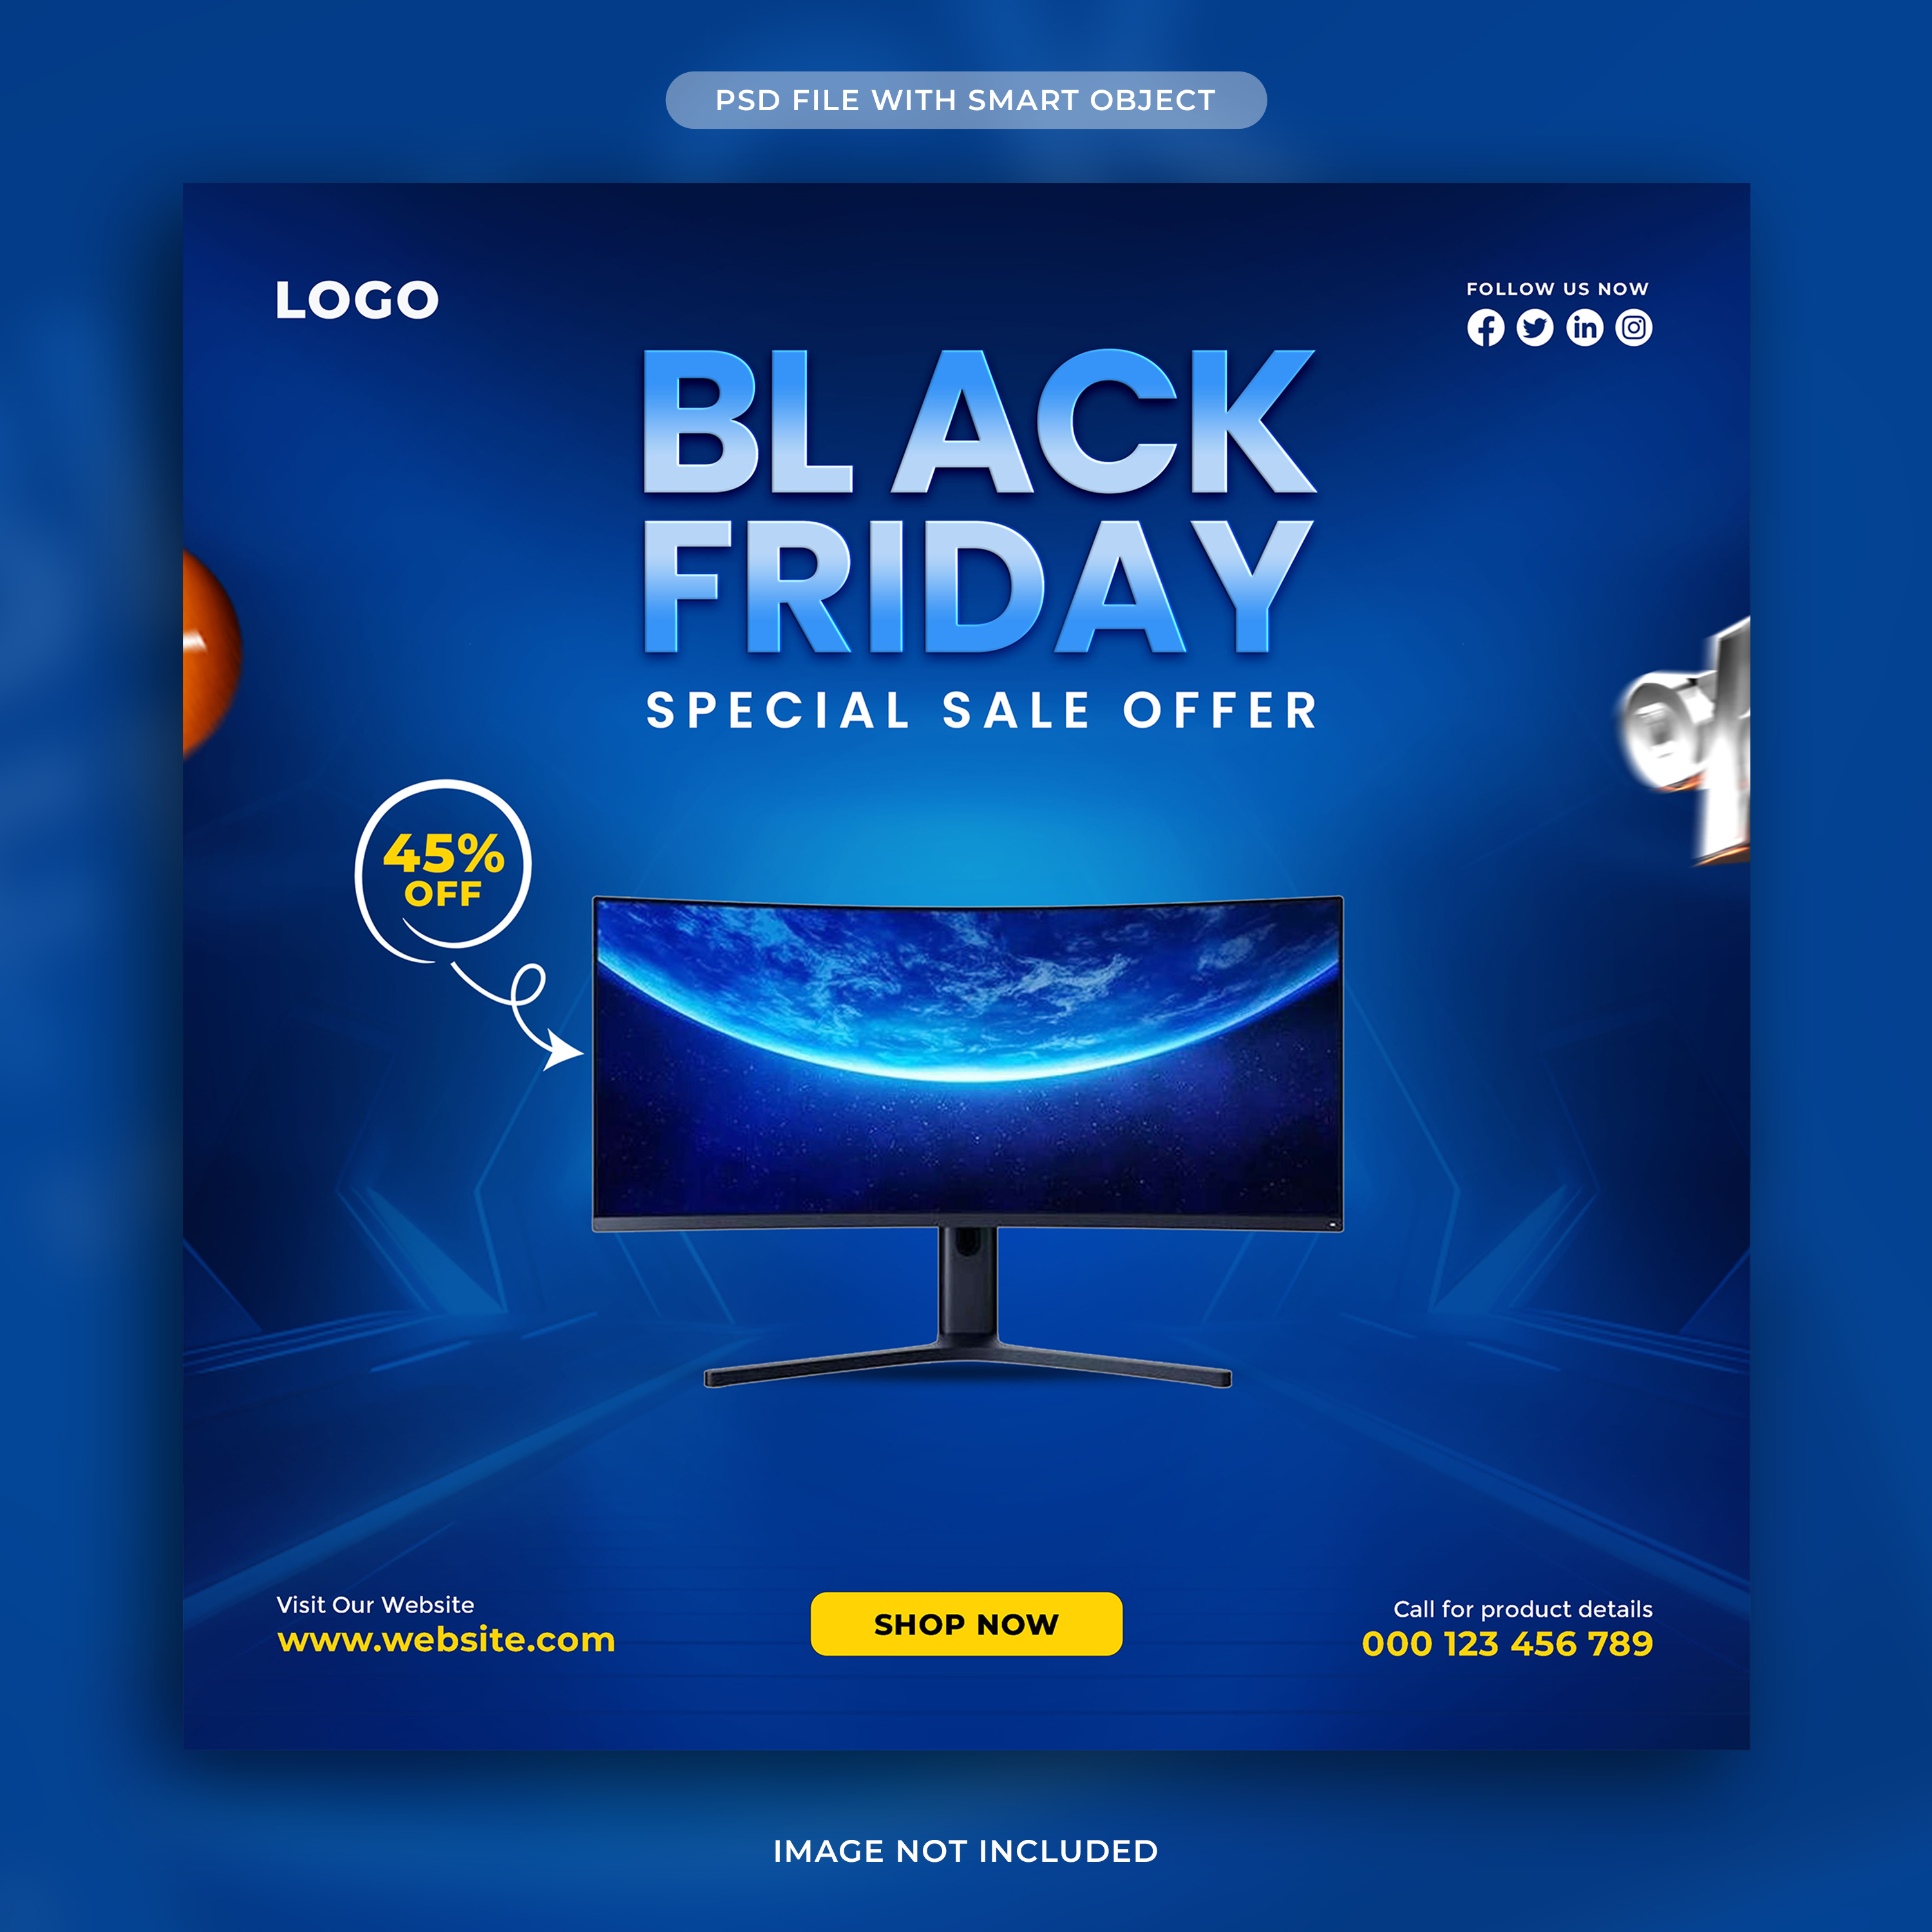 PSD FILE WITH SMART OBJECT
LOGO
FOLLOW US NOW
BLACK
FRIDAY
SPECIAL SALE OFFER
45%
OFF
Visit Our Website
www.website.com
SHOP NOW
Call for product details
000 123 456 789
IMAGE NOT INCLUDED